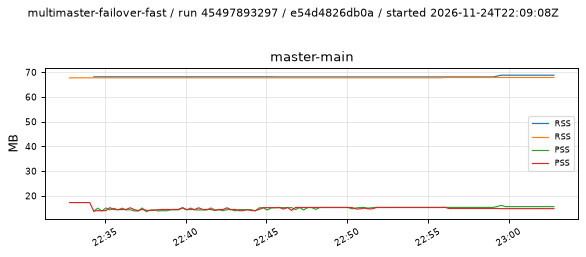 multimaster-failover-fast / run 45497893297 / e54d4826db0a / started 2026-11-24T22:09:08Z
master-main
MB
70
60
50
40
30
20
RSS
RSS
PSS
PSS
22:35
22:40
22:45
22:50
22:55
23:00